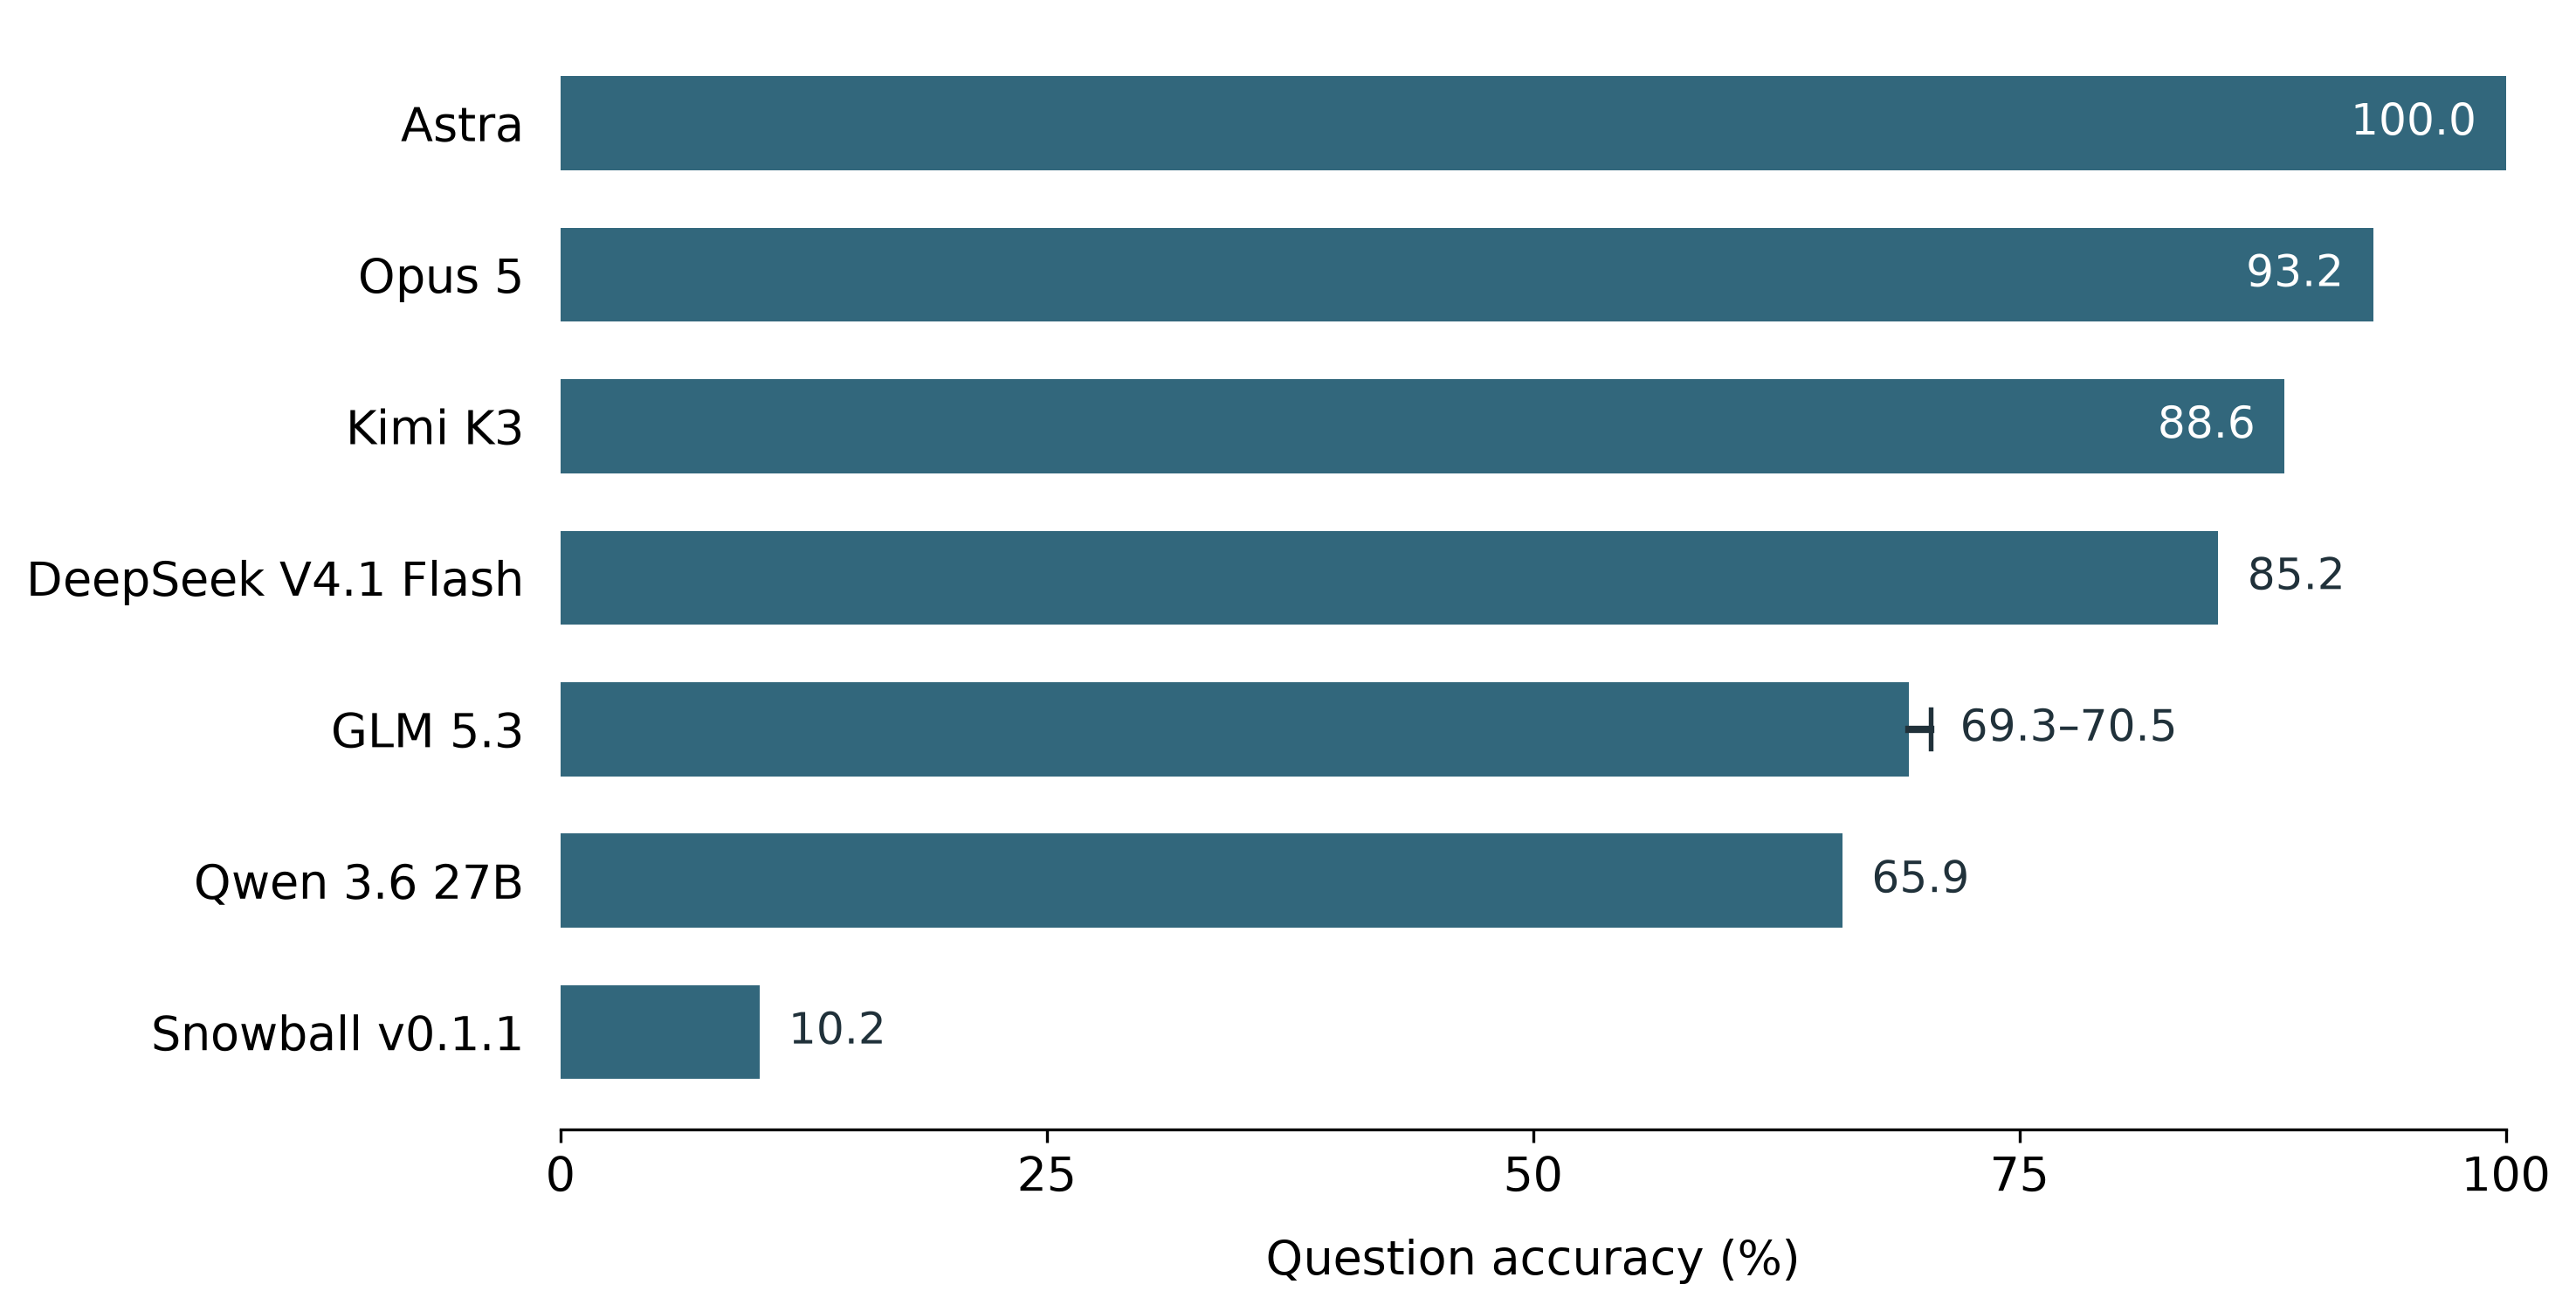 Astra 100.0
Opus 5 93.2
Kimi K3 88.6
DeepSeek V4.1 Flash 85.2
GLM 5.3 69.3–70.5
Qwen 3.6 27B 65.9
Snowball v0.1.1 10.2
0 25 50 75 100
Question accuracy (%)